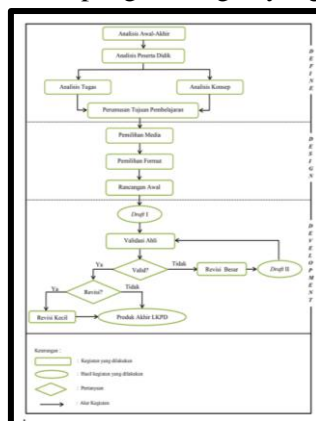 Analisis Awal-Akhir
Analisis Peserta Didik
Analisis Tugas
Analisis Konsep
Perumusan Tujuan Pembelajaran
DEFINE
Pemilihan Media
Pemilihan Format
Rancangan Awal
DESIGN
Draft I
Validasi Ahli
Ya
Valid?
Tidak
Revisi Besar
Draft II
Ya
Revisi?
Tidak
Revisi Kecil
Produk Akhir LKPD
DEVELOPMENT
Keterangan :
: Kegiatan yang dilakukan
: Hasil kegiatan yang dilakukan
: Pertanyaan
: Alur Kegiatan